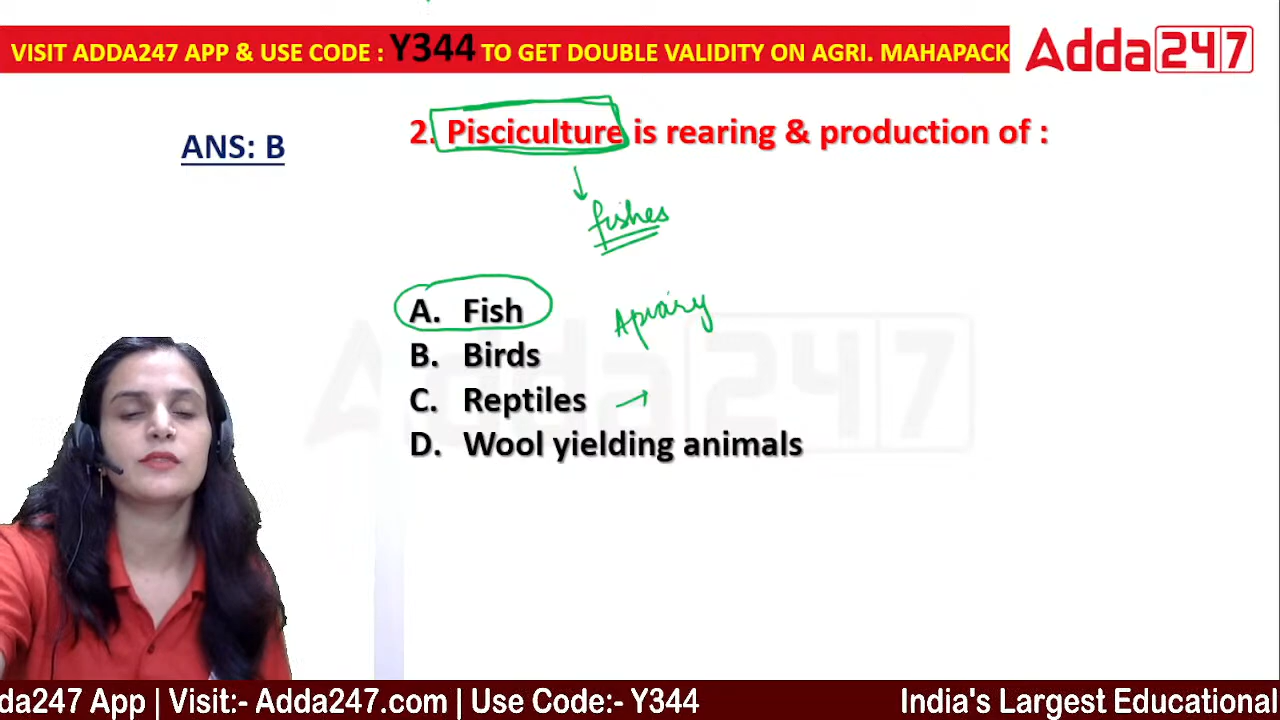 VISIT ADDA247 APP & USE CODE : Y344 TO GET DOUBLE VALIDITY ON AGRI. MAHAPACK
Adda247
ANS: B
2. Pisciculture is rearing & production of :
fishes
A. Fish
Apiairy
B. Birds
C. Reptiles
D. Wool yielding animals
Adda247
da247 App | Visit:- Adda247.com | Use Code:- Y344
India's Largest Educational